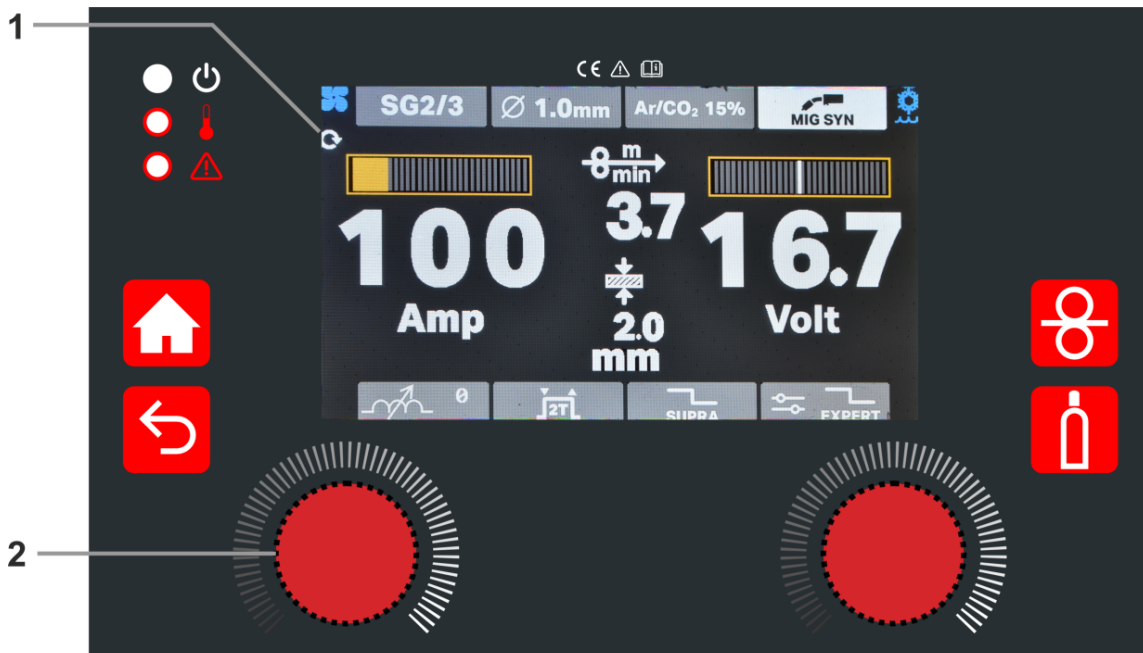 1
CE
SG2/3
Ø 1.0mm
Ar/CO₂ 15%
MIG SYN
m
min
3.7
100
16.7
Amp
Volt
2.0
mm
0
2T
SUPRA
EXPERT
2